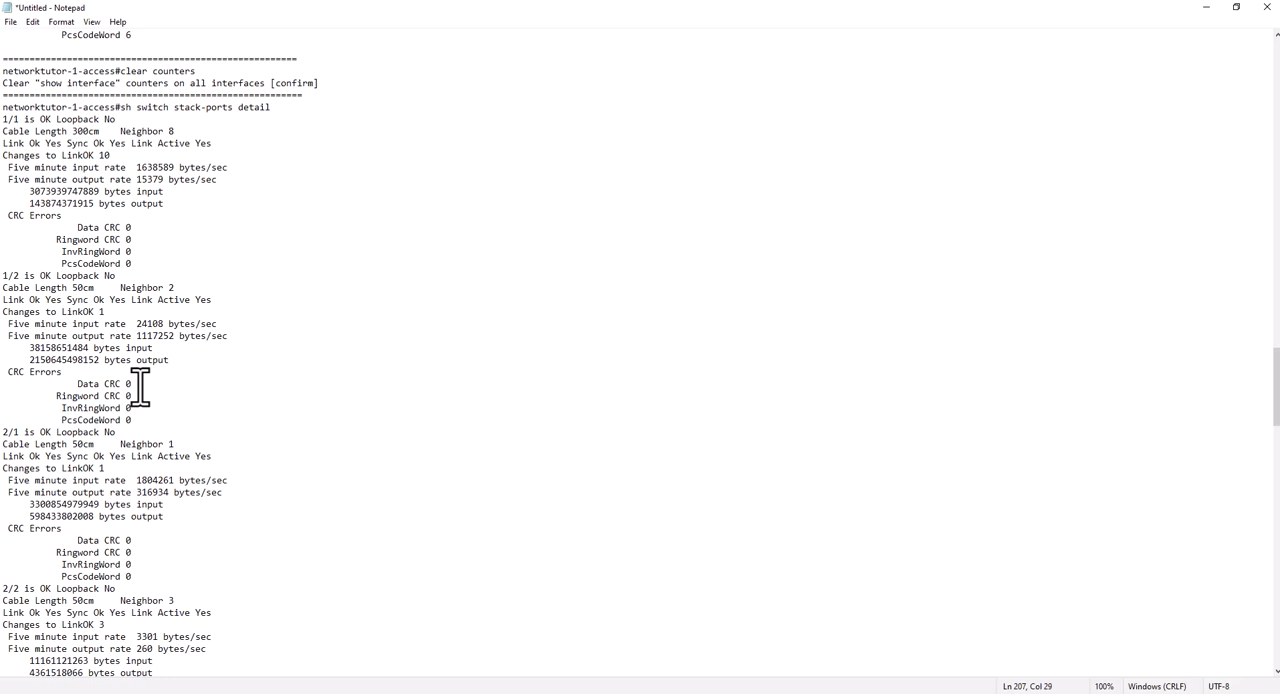 *Untitled - Notepad
File Edit Format View Help
PcsCodeWord 6
=======================================================
networktutor-1-access#clear counters
Clear "show interface" counters on all interfaces [confirm]
========================================================
networktutor-1-access#sh switch stack-ports detail
1/1 is OK Loopback No
Cable Length 300cm Neighbor 8
Link Ok Yes Sync Ok Yes Link Active Yes
Changes to LinkOK 10
Five minute input rate 1638589 bytes/sec
Five minute output rate 15379 bytes/sec
3073939747889 bytes input
143874371915 bytes output
CRC Errors
Data CRC 0
Ringword CRC 0
InvRingWord 0
PcsCodeWord 0
1/2 is OK Loopback No
Cable Length 50cm Neighbor 2
Link Ok Yes Sync Ok Yes Link Active Yes
Changes to LinkOK 1
Five minute input rate 24108 bytes/sec
Five minute output rate 1117252 bytes/sec
38158651484 bytes input
2150645498152 bytes output
CRC Errors
Data CRC 0
Ringword CRC 0
InvRingWord 0
PcsCodeWord 0
2/1 is OK Loopback No
Cable Length 50cm Neighbor 1
Link Ok Yes Sync Ok Yes Link Active Yes
Changes to LinkOK 1
Five minute input rate 1804261 bytes/sec
Five minute output rate 316934 bytes/sec
3300854979949 bytes input
598433802008 bytes output
CRC Errors
Data CRC 0
Ringword CRC 0
InvRingWord 0
PcsCodeWord 0
2/2 is OK Loopback No
Cable Length 50cm Neighbor 3
Link Ok Yes Sync Ok Yes Link Active Yes
Changes to LinkOK 3
Five minute input rate 3301 bytes/sec
Five minute output rate 260 bytes/sec
11161121263 bytes input
4361518066 bytes output
Ln 207, Col 29 100% Windows (CRLF) UTF-8